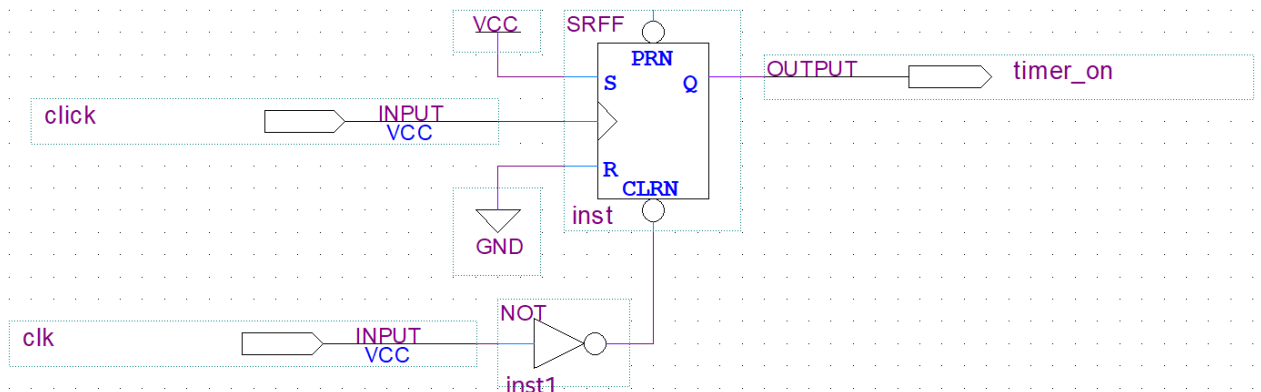 VCC
SRFF
PRN
S
Q
OUTPUT
timer_on
click
INPUT
VCC
R
CLRN
inst
GND
NOT
clk
INPUT
VCC
inst1